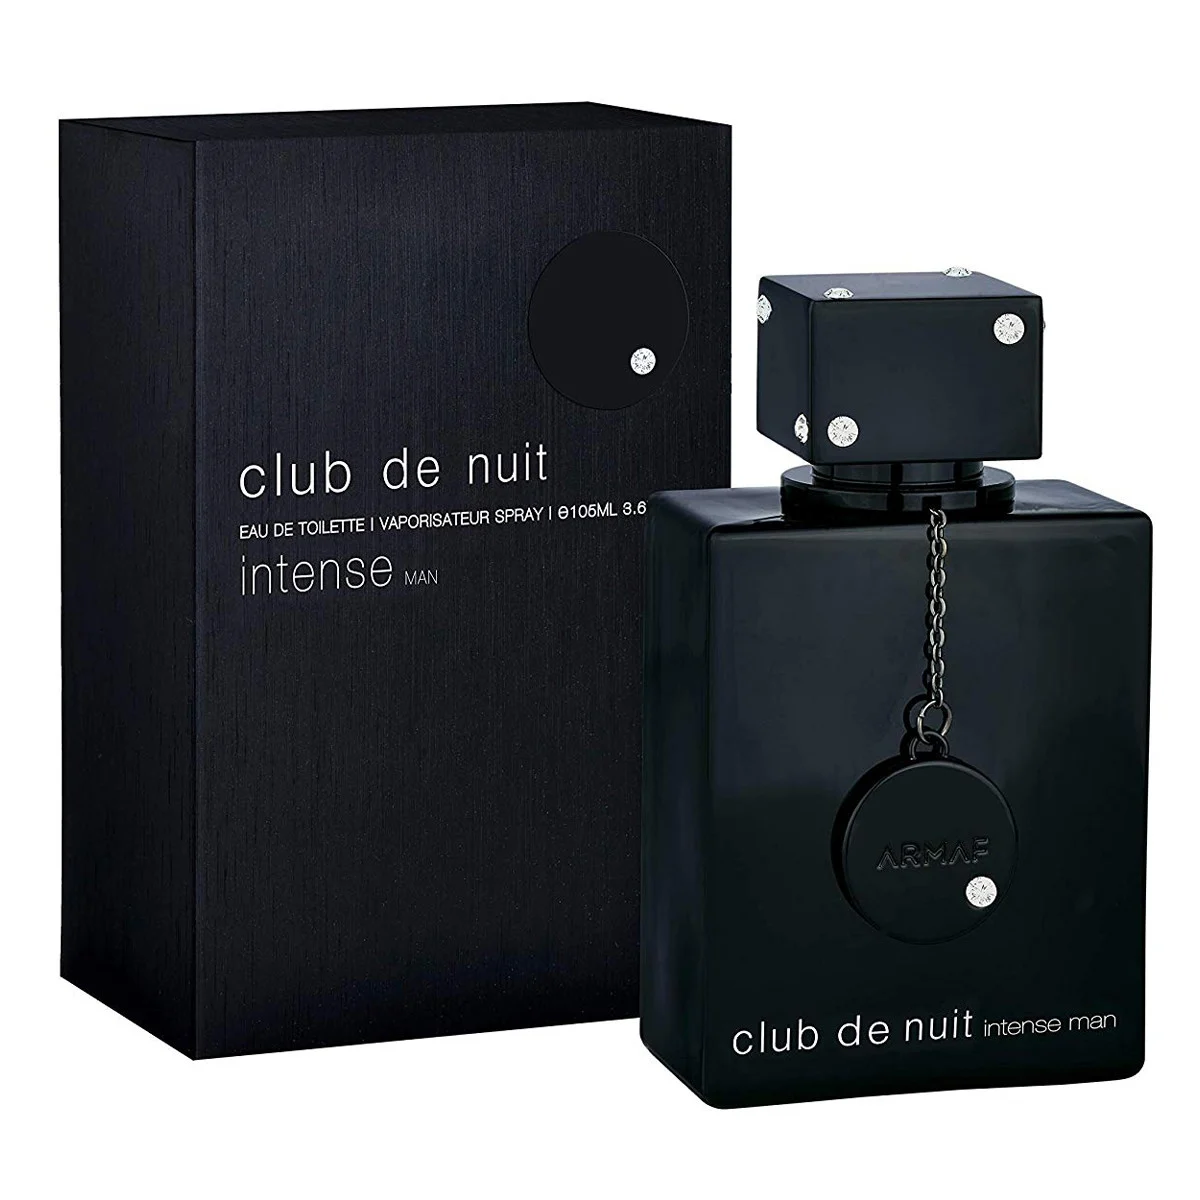 club de nuit
EAU DE TOILETTE I VAPORISATEUR SPRAY I ℮105ML 3.6
intense MAN
ARMAF
club de nuit intense man